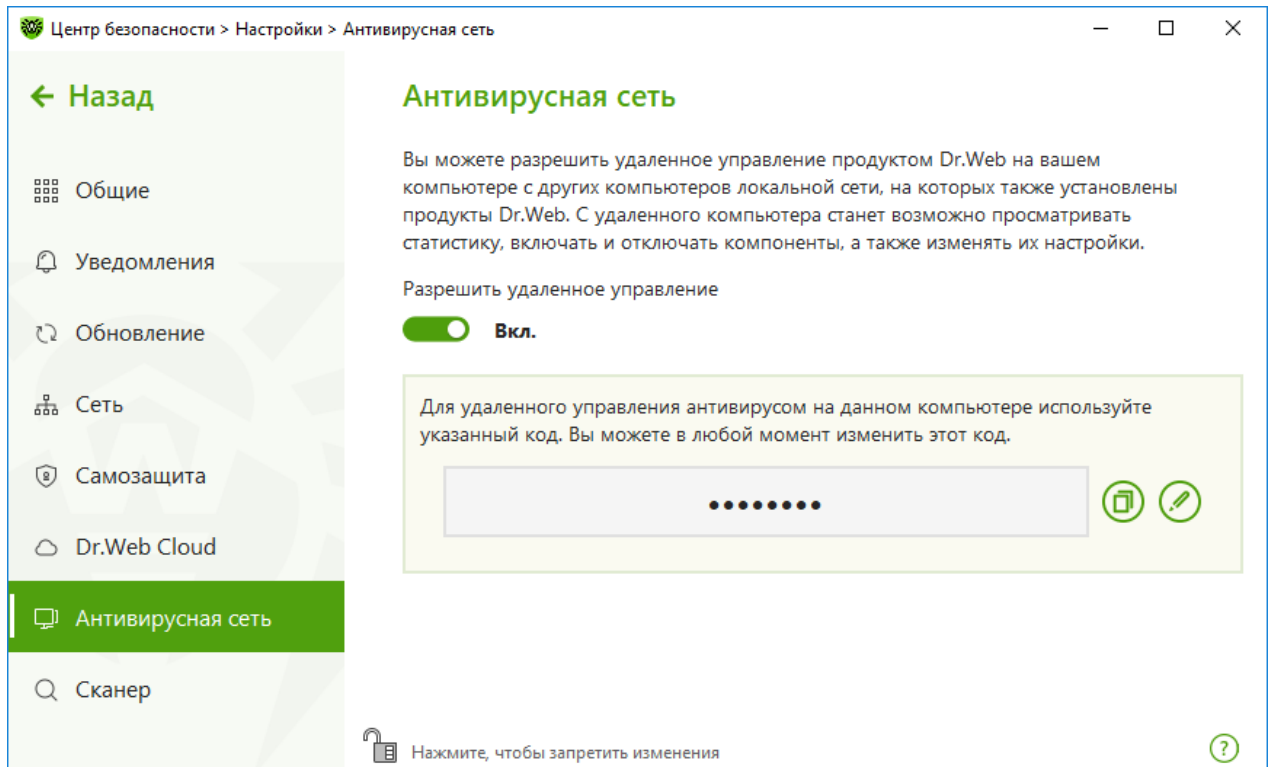 Центр безопасности > Настройки > Антивирусная сеть
Назад
Общие
Уведомления
Обновление
Сеть
Самозащита
Dr.Web Cloud
Антивирусная сеть
Сканер
Антивирусная сеть
Вы можете разрешить удаленное управление продуктом Dr.Web на вашем
компьютере с других компьютеров локальной сети, на которых также установлены
продукты Dr.Web. С удаленного компьютера станет возможно просматривать
статистику, включать и отключать компоненты, а также изменять их настройки.
Разрешить удаленное управление
Вкл.
Для удаленного управления антивирусом на данном компьютере используйте
указанный код. Вы можете в любой момент изменить этот код.
••••••••
Нажмите, чтобы запретить изменения
?